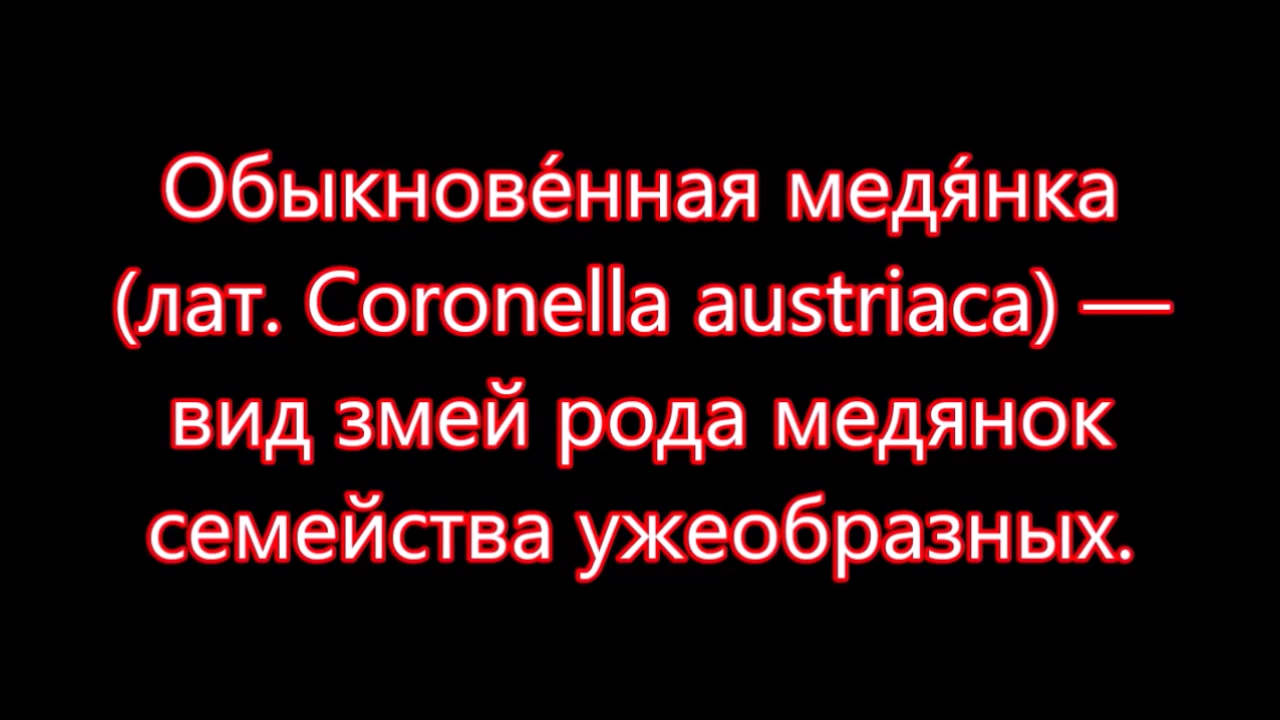 Обыкнове́нная медя́нка
(лат. Coronella austriaca) —
вид змей рода медянок
семейства ужеобразных.